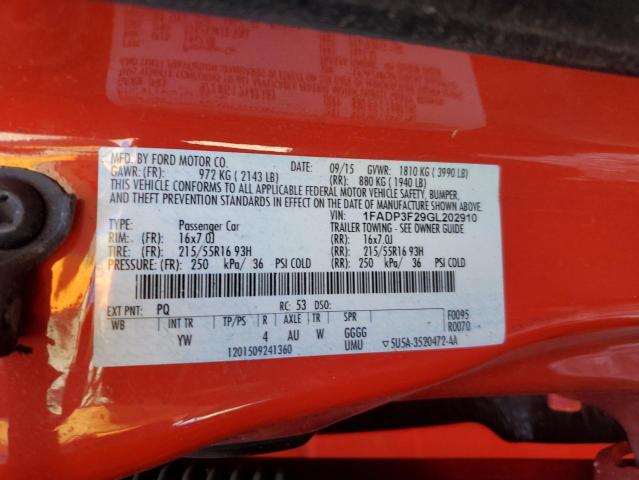 MFD. BY FORD MOTOR CO.
DATE: 09/15 GVWR: 1810 KG ( 3990 LB)
GAWR: (FR): 972 KG ( 2143 LB) (RR): 880 KG ( 1940 LB)
THIS VEHICLE CONFORMS TO ALL APPLICABLE FEDERAL MOTOR VEHICLE SAFETY, BUMPER,
AND THEFT PREVENTION STANDARDS IN EFFECT ON THE DATE OF MANUFACTURE SHOWN ABOVE.
VIN: 1FADP3F29GL202910
TYPE: Passenger Car TRAILER TOWING - SEE OWNER GUIDE
RIM: (FR): 16x7.0J (RR): 16x7.0J
TIRE: (FR): 215/55R16 93H (RR): 215/55R16 93H
PRESSURE: (FR): 250 kPa/ 36 PSI COLD (RR): 250 kPa/ 36 PSI COLD
EXT PNT: PQ RC: 53 DSO: F0095
WB INT TR TP/PS R AXLE TR SPR R0070
YW 4 AU W GGGG
1201509241360 UMU ▽ 5U5A-3520472-AA